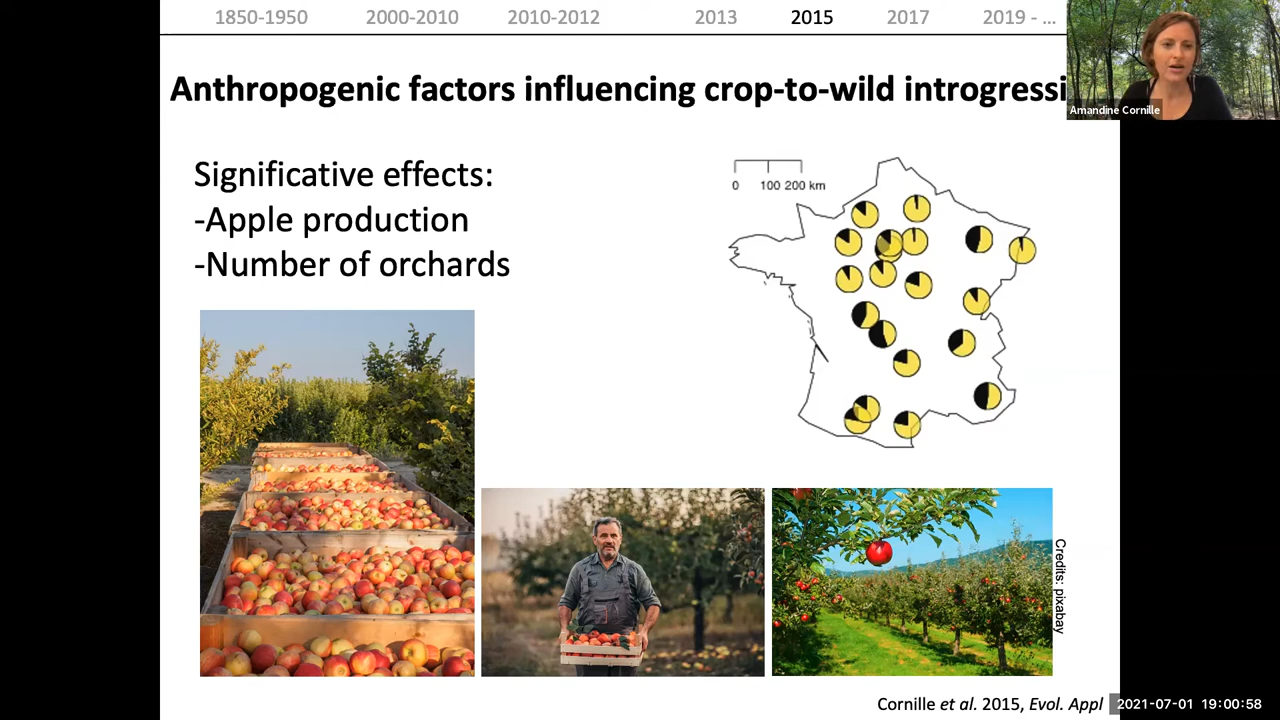 1850-1950 2000-2010 2010-2012 2013 2015 2017 2019 - ...
Anthropogenic factors influencing crop-to-wild introgressi
Amandine Cornille
Significative effects:
-Apple production
-Number of orchards
0 100 200 km
Credits: pixabay
Cornille et al. 2015, Evol. Appl
2021-07-01 19:00:58